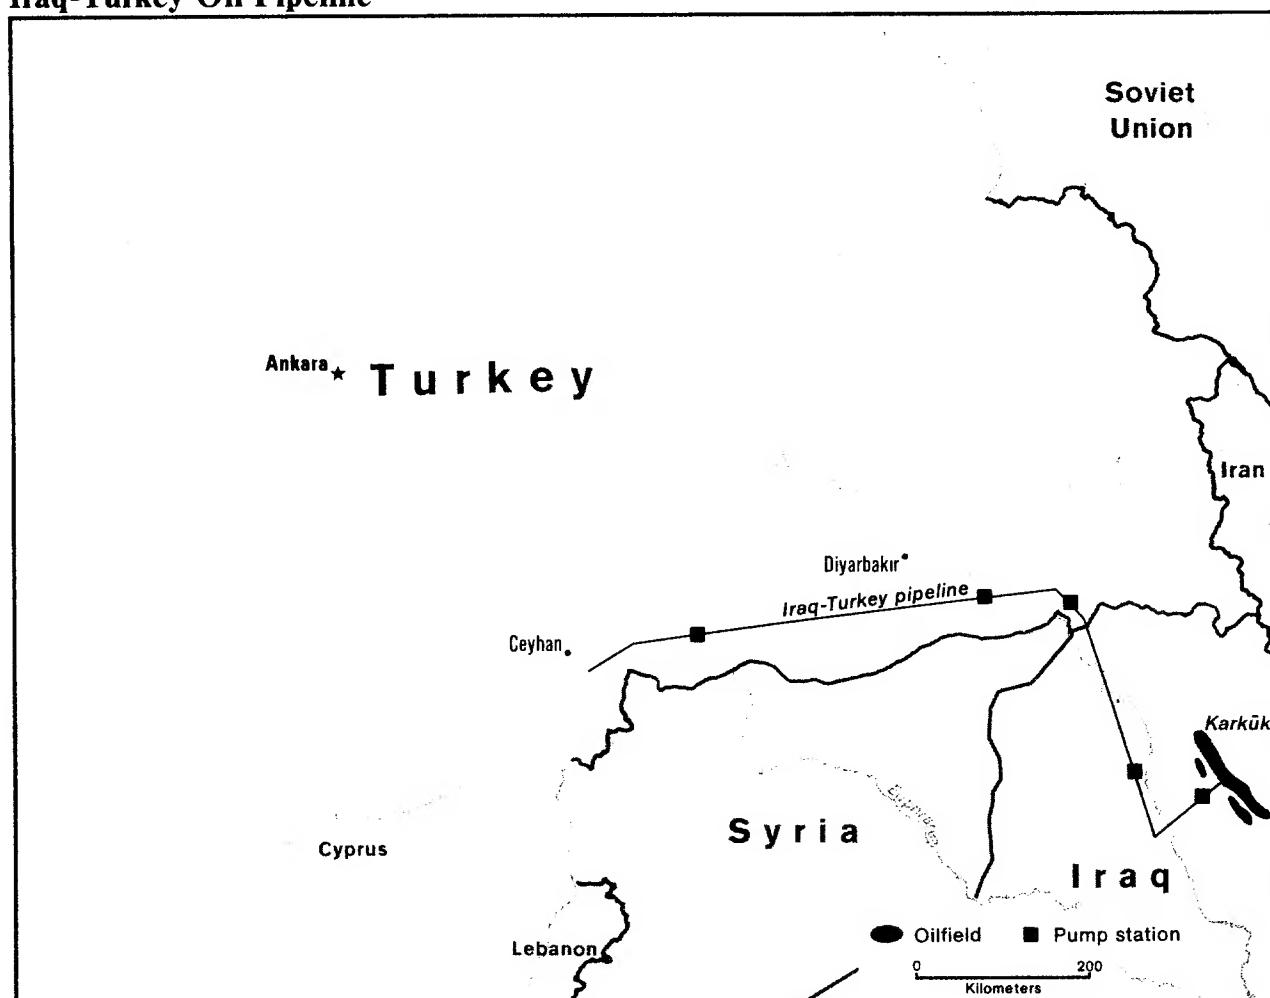 Iraq-Turkey Oil Pipeline
Soviet
Union
Ankara
Turkey
Iran
Diyarbakır
Iraq-Turkey pipeline
Ceyhan
Karkūk
Euphrates
Syria
Cyprus
Iraq
Lebanon
Oilfield
Pump station
0 200
Kilometers